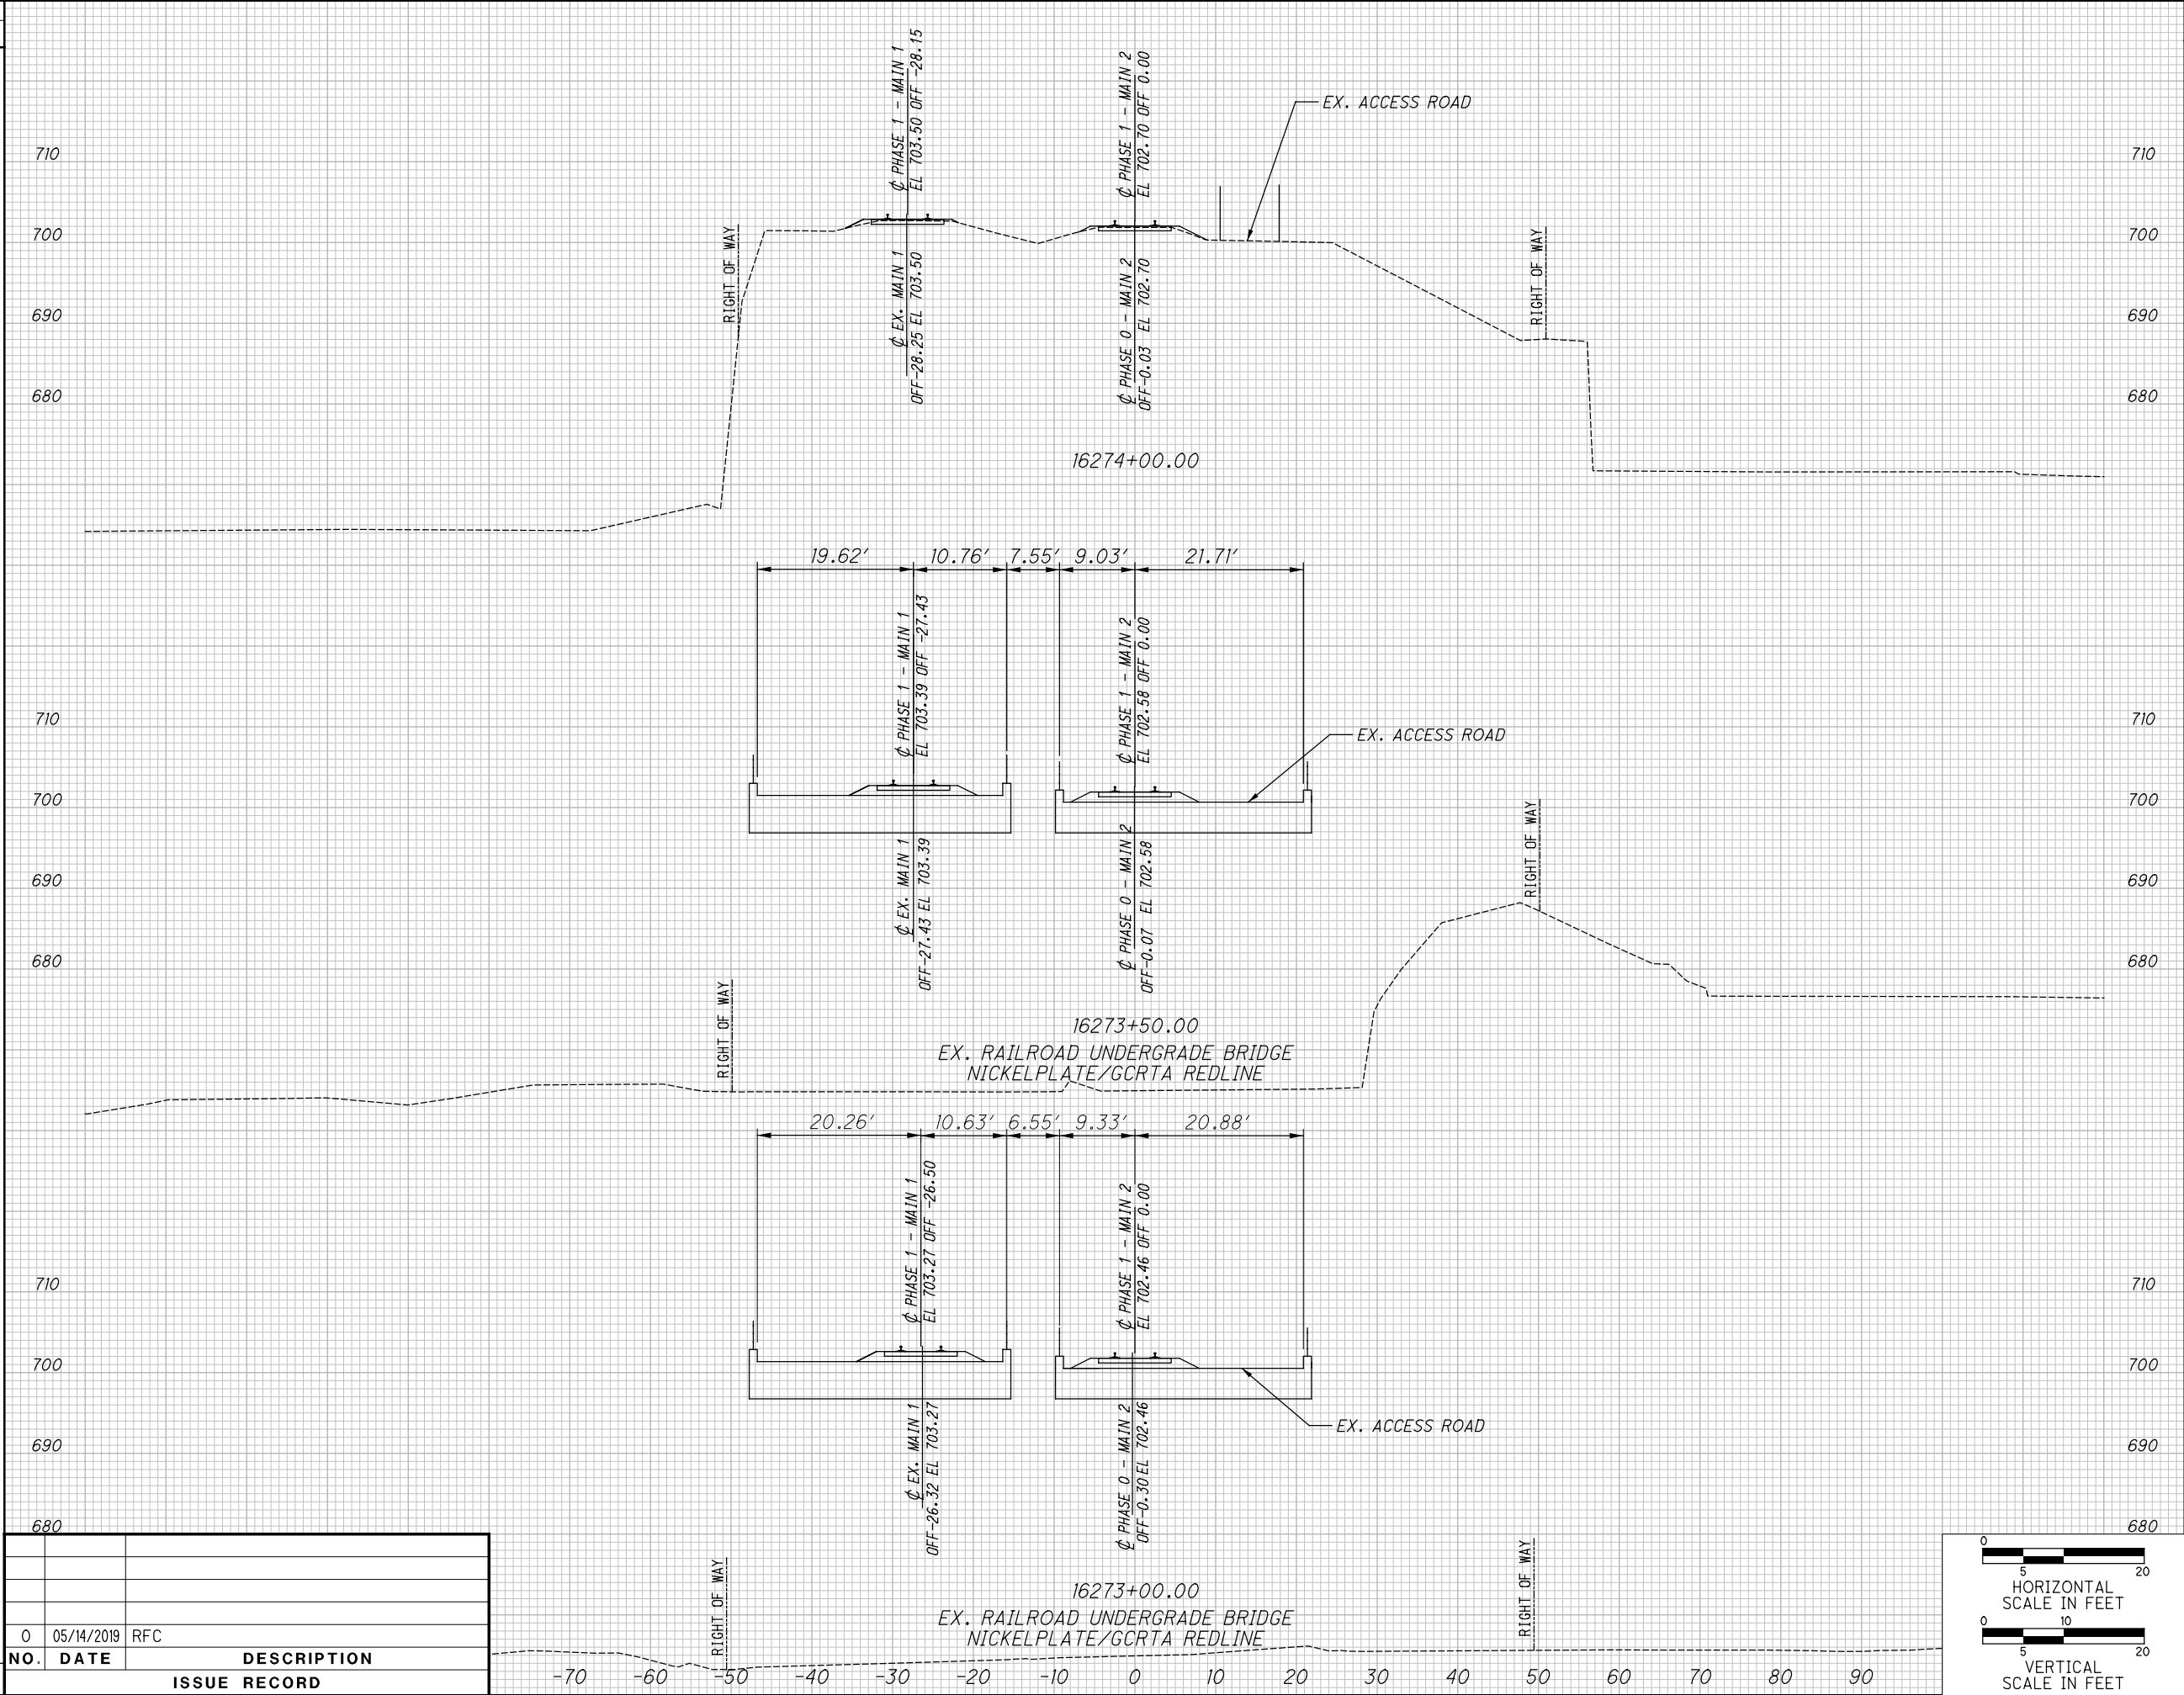 ℄ PHASE 1 - MAIN 1
EL 703.50 OFF -28.15
℄ PHASE 1 - MAIN 2
EL 702.70 OFF 0.00
EX. ACCESS ROAD
710
710
700
700
RIGHT OF WAY
RIGHT OF WAY
℄ EX. MAIN 1
OFF-28.25 EL 703.50
℄ PHASE 0 - MAIN 2
OFF-0.03 EL 702.70
690
690
680
680
16274+00.00
19.62' 10.76' 7.55' 9.03' 21.71'
℄ PHASE 1 - MAIN 1
EL 703.39 OFF -27.43
℄ PHASE 1 - MAIN 2
EL 702.58 OFF 0.00
710
710
EX. ACCESS ROAD
700
700
RIGHT OF WAY
℄ EX. MAIN 1
OFF-27.43 EL 703.39
℄ PHASE 0 - MAIN 2
OFF-0.07 EL 702.58
690
690
680
680
RIGHT OF WAY
16273+50.00
EX. RAILROAD UNDERGRADE BRIDGE
NICKELPLATE/GCRTA REDLINE
20.26' 10.63' 6.55' 9.33' 20.88'
℄ PHASE 1 - MAIN 1
EL 703.27 OFF -26.50
℄ PHASE 1 - MAIN 2
EL 702.46 OFF 0.00
710
710
700
700
℄ EX. MAIN 1
OFF-26.32 EL 703.27
℄ PHASE 0 - MAIN 2
OFF-0.30 EL 702.46
EX. ACCESS ROAD
690
690
680
680
RIGHT OF WAY
RIGHT OF WAY
16273+00.00
EX. RAILROAD UNDERGRADE BRIDGE
NICKELPLATE/GCRTA REDLINE
-70 -60 -50 -40 -30 -20 -10 0 10 20 30 40 50 60 70 80 90
0 05/14/2019 RFC
NO. DATE DESCRIPTION
ISSUE RECORD
0
5 20
HORIZONTAL
SCALE IN FEET
0 10
5 20
VERTICAL
SCALE IN FEET